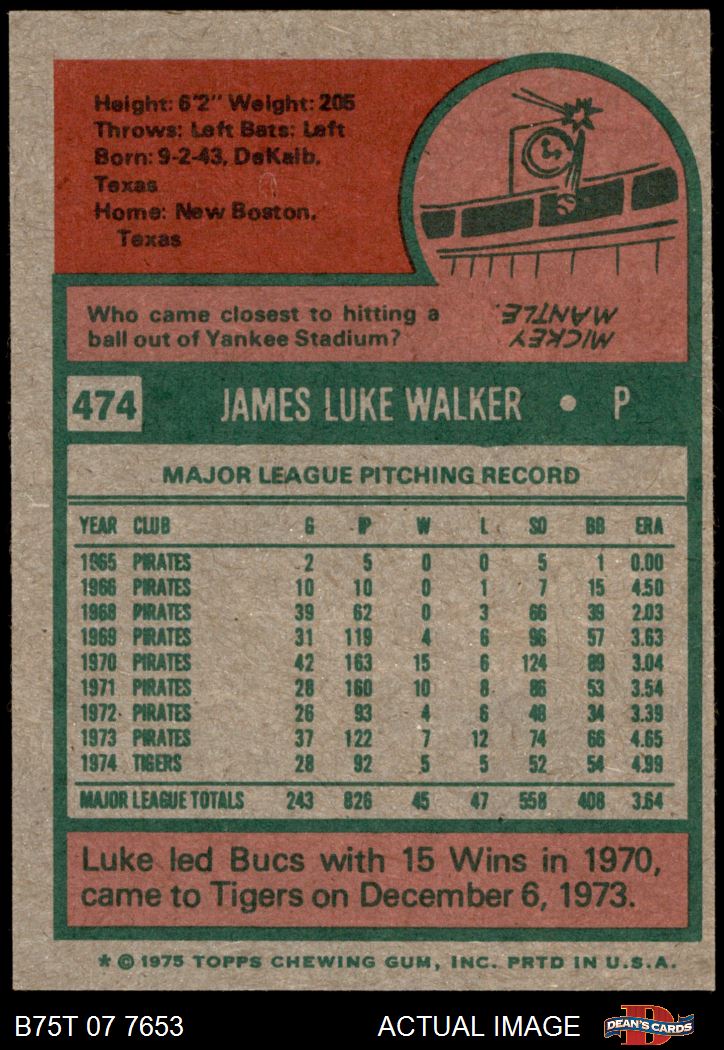 Height: 6'2" Weight: 205
Throws: Left Bats: Left
Born: 9-2-43, DeKalb,
Texas
Home: New Boston,
Texas
Who came closest to hitting a
ball out of Yankee Stadium?
MICKEY
MANTLE.
474 JAMES LUKE WALKER • P
MAJOR LEAGUE PITCHING RECORD
YEAR CLUB G IP W L SO BB ERA
1965 PIRATES 2 5 0 0 5 1 0.00
1966 PIRATES 10 10 0 1 7 15 4.50
1968 PIRATES 39 62 0 3 66 39 2.03
1969 PIRATES 31 119 4 6 96 57 3.63
1970 PIRATES 42 163 15 6 124 89 3.04
1971 PIRATES 28 160 10 8 86 53 3.54
1972 PIRATES 26 93 4 6 48 34 3.39
1973 PIRATES 37 122 7 12 74 66 4.65
1974 TIGERS 28 92 5 5 52 54 4.99
MAJOR LEAGUE TOTALS 243 826 45 47 558 408 3.64
Luke led Bucs with 15 Wins in 1970,
came to Tigers on December 6, 1973.
* © 1975 TOPPS CHEWING GUM, INC. PRTD IN U.S.A.
B75T 07 7653 ACTUAL IMAGE DEAN'S CARDS